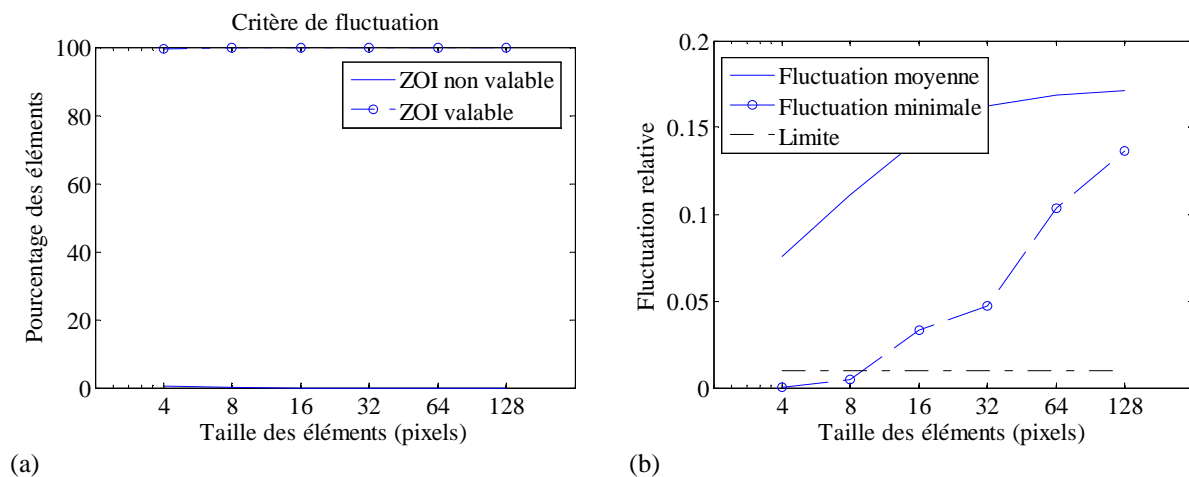 Critère de fluctuation
100
80
60
40
20
0
Pourcentage des éléments
ZOI non valable
ZOI valable
4 8 16 32 64 128
Taille des éléments (pixels)
(a)
0.2
0.15
0.1
0.05
0
Fluctuation relative
Fluctuation moyenne
Fluctuation minimale
Limite
4 8 16 32 64 128
Taille des éléments (pixels)
(b)